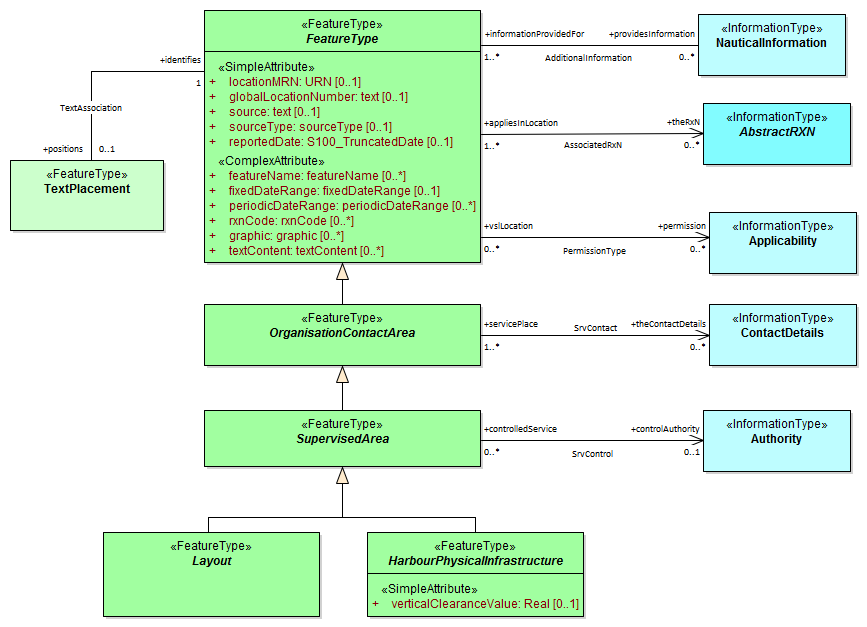 «FeatureType»
FeatureType
«SimpleAttribute»
+ locationMRN: URN [0..1]
+ globalLocationNumber: text [0..1]
+ source: text [0..1]
+ sourceType: sourceType [0..1]
+ reportedDate: S100_TruncatedDate [0..1]
«ComplexAttribute»
+ featureName: featureName [0..*]
+ fixedDateRange: fixedDateRange [0..1]
+ periodicDateRange: periodicDateRange [0..*]
+ rxnCode: rxnCode [0..*]
+ graphic: graphic [0..*]
+ textContent: textContent [0..*]
+identifies
1
TextAssociation
+positions 0..1
«FeatureType»
TextPlacement
+informationProvidedFor +providesInformation
1..* AdditionalInformation 0..*
«InformationType»
NauticalInformation
+appliesInLocation +theRxN
1..* AssociatedRxN 0..*
«InformationType»
AbstractRXN
+vslLocation +permission
0..* PermissionType 0..*
«InformationType»
Applicability
«FeatureType»
OrganisationContactArea
+servicePlace SrvContact +theContactDetails
1..* 0..*
«InformationType»
ContactDetails
«FeatureType»
SupervisedArea
+controlledService +controlAuthority
0..* SrvControl 0..1
«InformationType»
Authority
«FeatureType»
Layout
«FeatureType»
HarbourPhysicalInfrastructure
«SimpleAttribute»
+ verticalClearanceValue: Real [0..1]